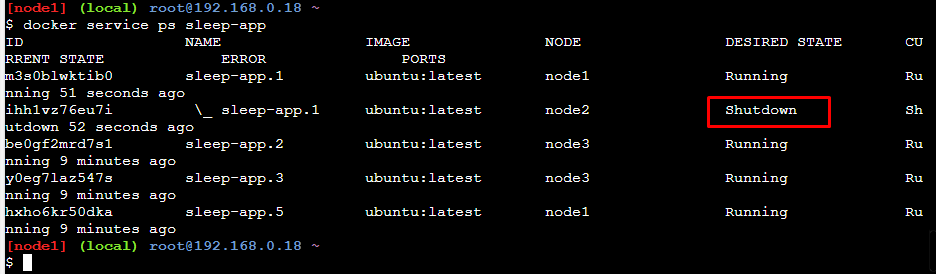 [node1] (local) root@192.168.0.18 ~
$ docker service ps sleep-app
ID NAME IMAGE NODE DESIRED STATE CU
RRENT STATE ERROR PORTS
m3s0blwktib0 sleep-app.1 ubuntu:latest node1 Running Ru
nning 51 seconds ago
ihh1vz76eu7i \_ sleep-app.1 ubuntu:latest node2 Shutdown Sh
utdown 52 seconds ago
be0gf2mrd7s1 sleep-app.2 ubuntu:latest node3 Running Ru
nning 9 minutes ago
y0eg7laz547s sleep-app.3 ubuntu:latest node3 Running Ru
nning 9 minutes ago
hxho6kr50dka sleep-app.5 ubuntu:latest node1 Running Ru
nning 9 minutes ago
[node1] (local) root@192.168.0.18 ~
$